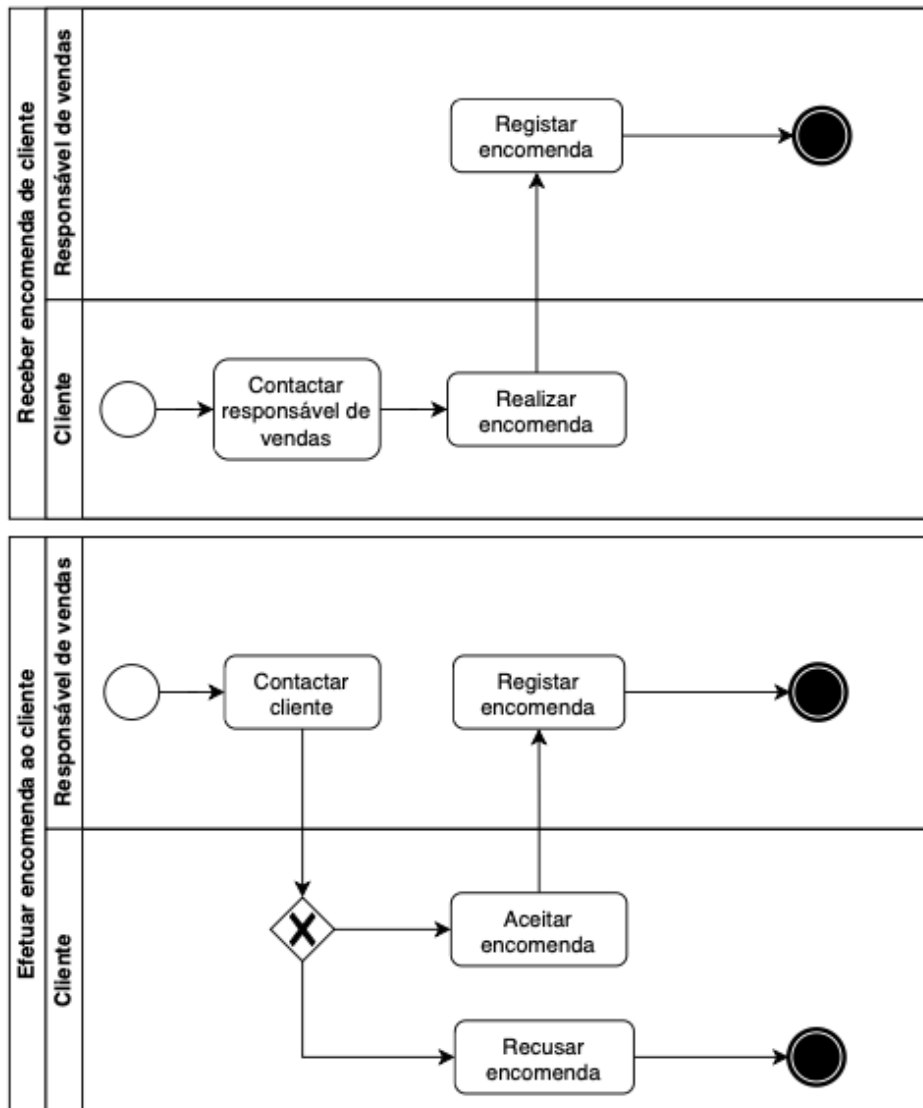 Receber encomenda de cliente
Responsável de vendas
Registar
encomenda
Cliente
Contactar
responsável de
vendas
Realizar
encomenda
Efetuar encomenda ao cliente
Responsável de vendas
Contactar
cliente
Registar
encomenda
Cliente
Aceitar
encomenda
Recusar
encomenda